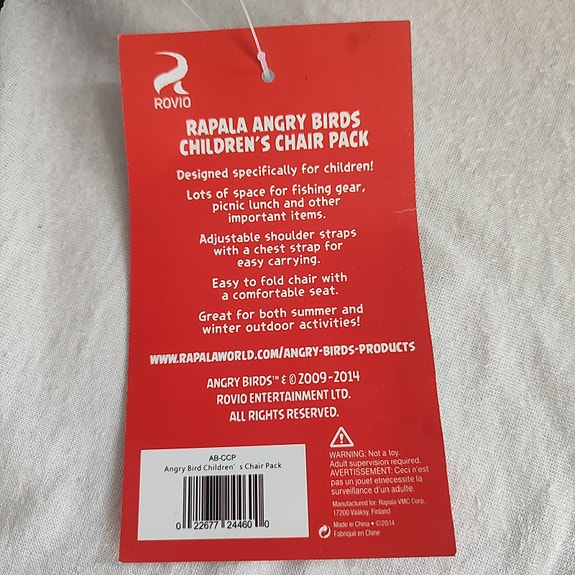 ROVIO
RAPALA ANGRY BIRDS
CHILDREN'S CHAIR PACK
Designed specifically for children!
Lots of space for fishing gear,
picnic lunch and other
important items.
Adjustable shoulder straps
with a chest strap for
easy carrying.
Easy to fold chair with
a comfortable seat.
Great for both summer and
winter outdoor activities!
WWW.RAPALAWORLD.COM/ANGRY-BIRDS-PRODUCTS
ANGRY BIRDS™ & © 2009-2014
ROVIO ENTERTAINMENT LTD.
ALL RIGHTS RESERVED.
AB-CCP
Angry Bird Children's Chair Pack
0 22677 24460 0
WARNING: Not a toy.
Adult supervision required.
AVERTISSEMENT: Ceci n'est
pas un jouet etnécessite la
surveillance d'un adulte.
Manufactured for: Rapala VMC Corp.,
17200 Vääksy, Finland
Made in China • ©2014
Fabriqué en Chine